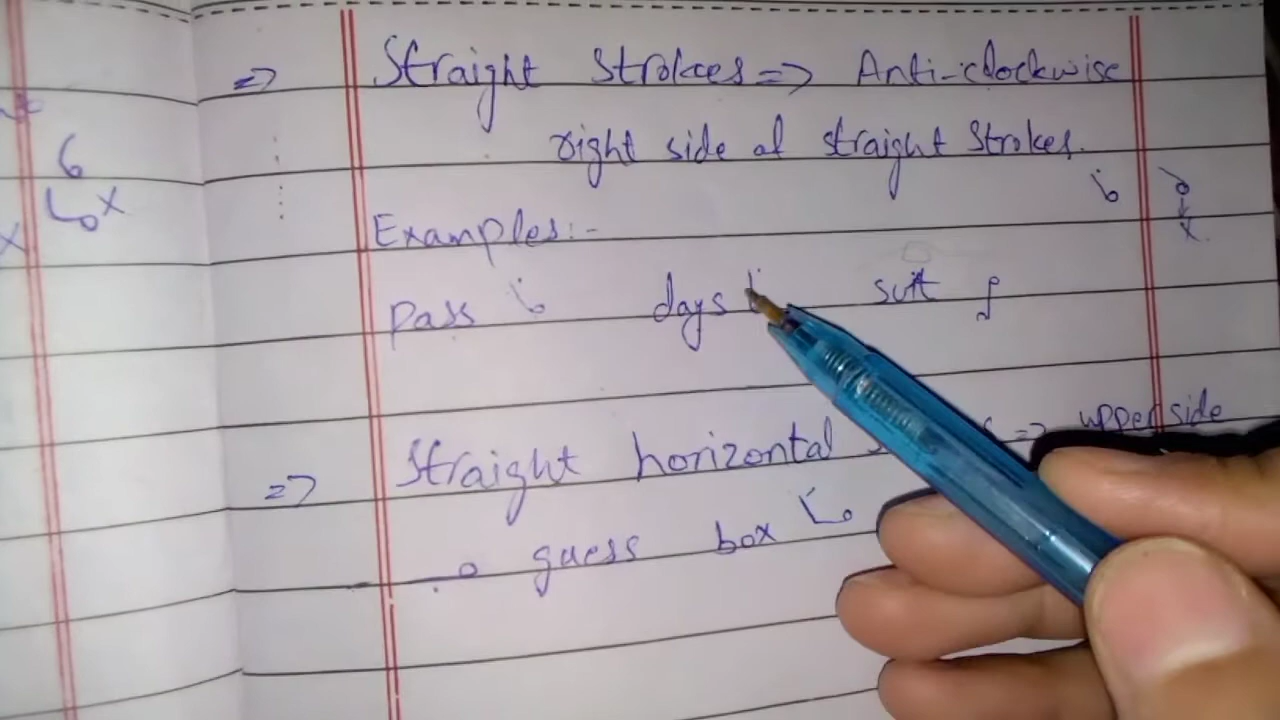 6
x
x
=> Straight Strokes => Anti-clockwise
right side of straight Strokes.
x
Examples:-
Pass days suit
=> Straight horizontal => upper side
guess box